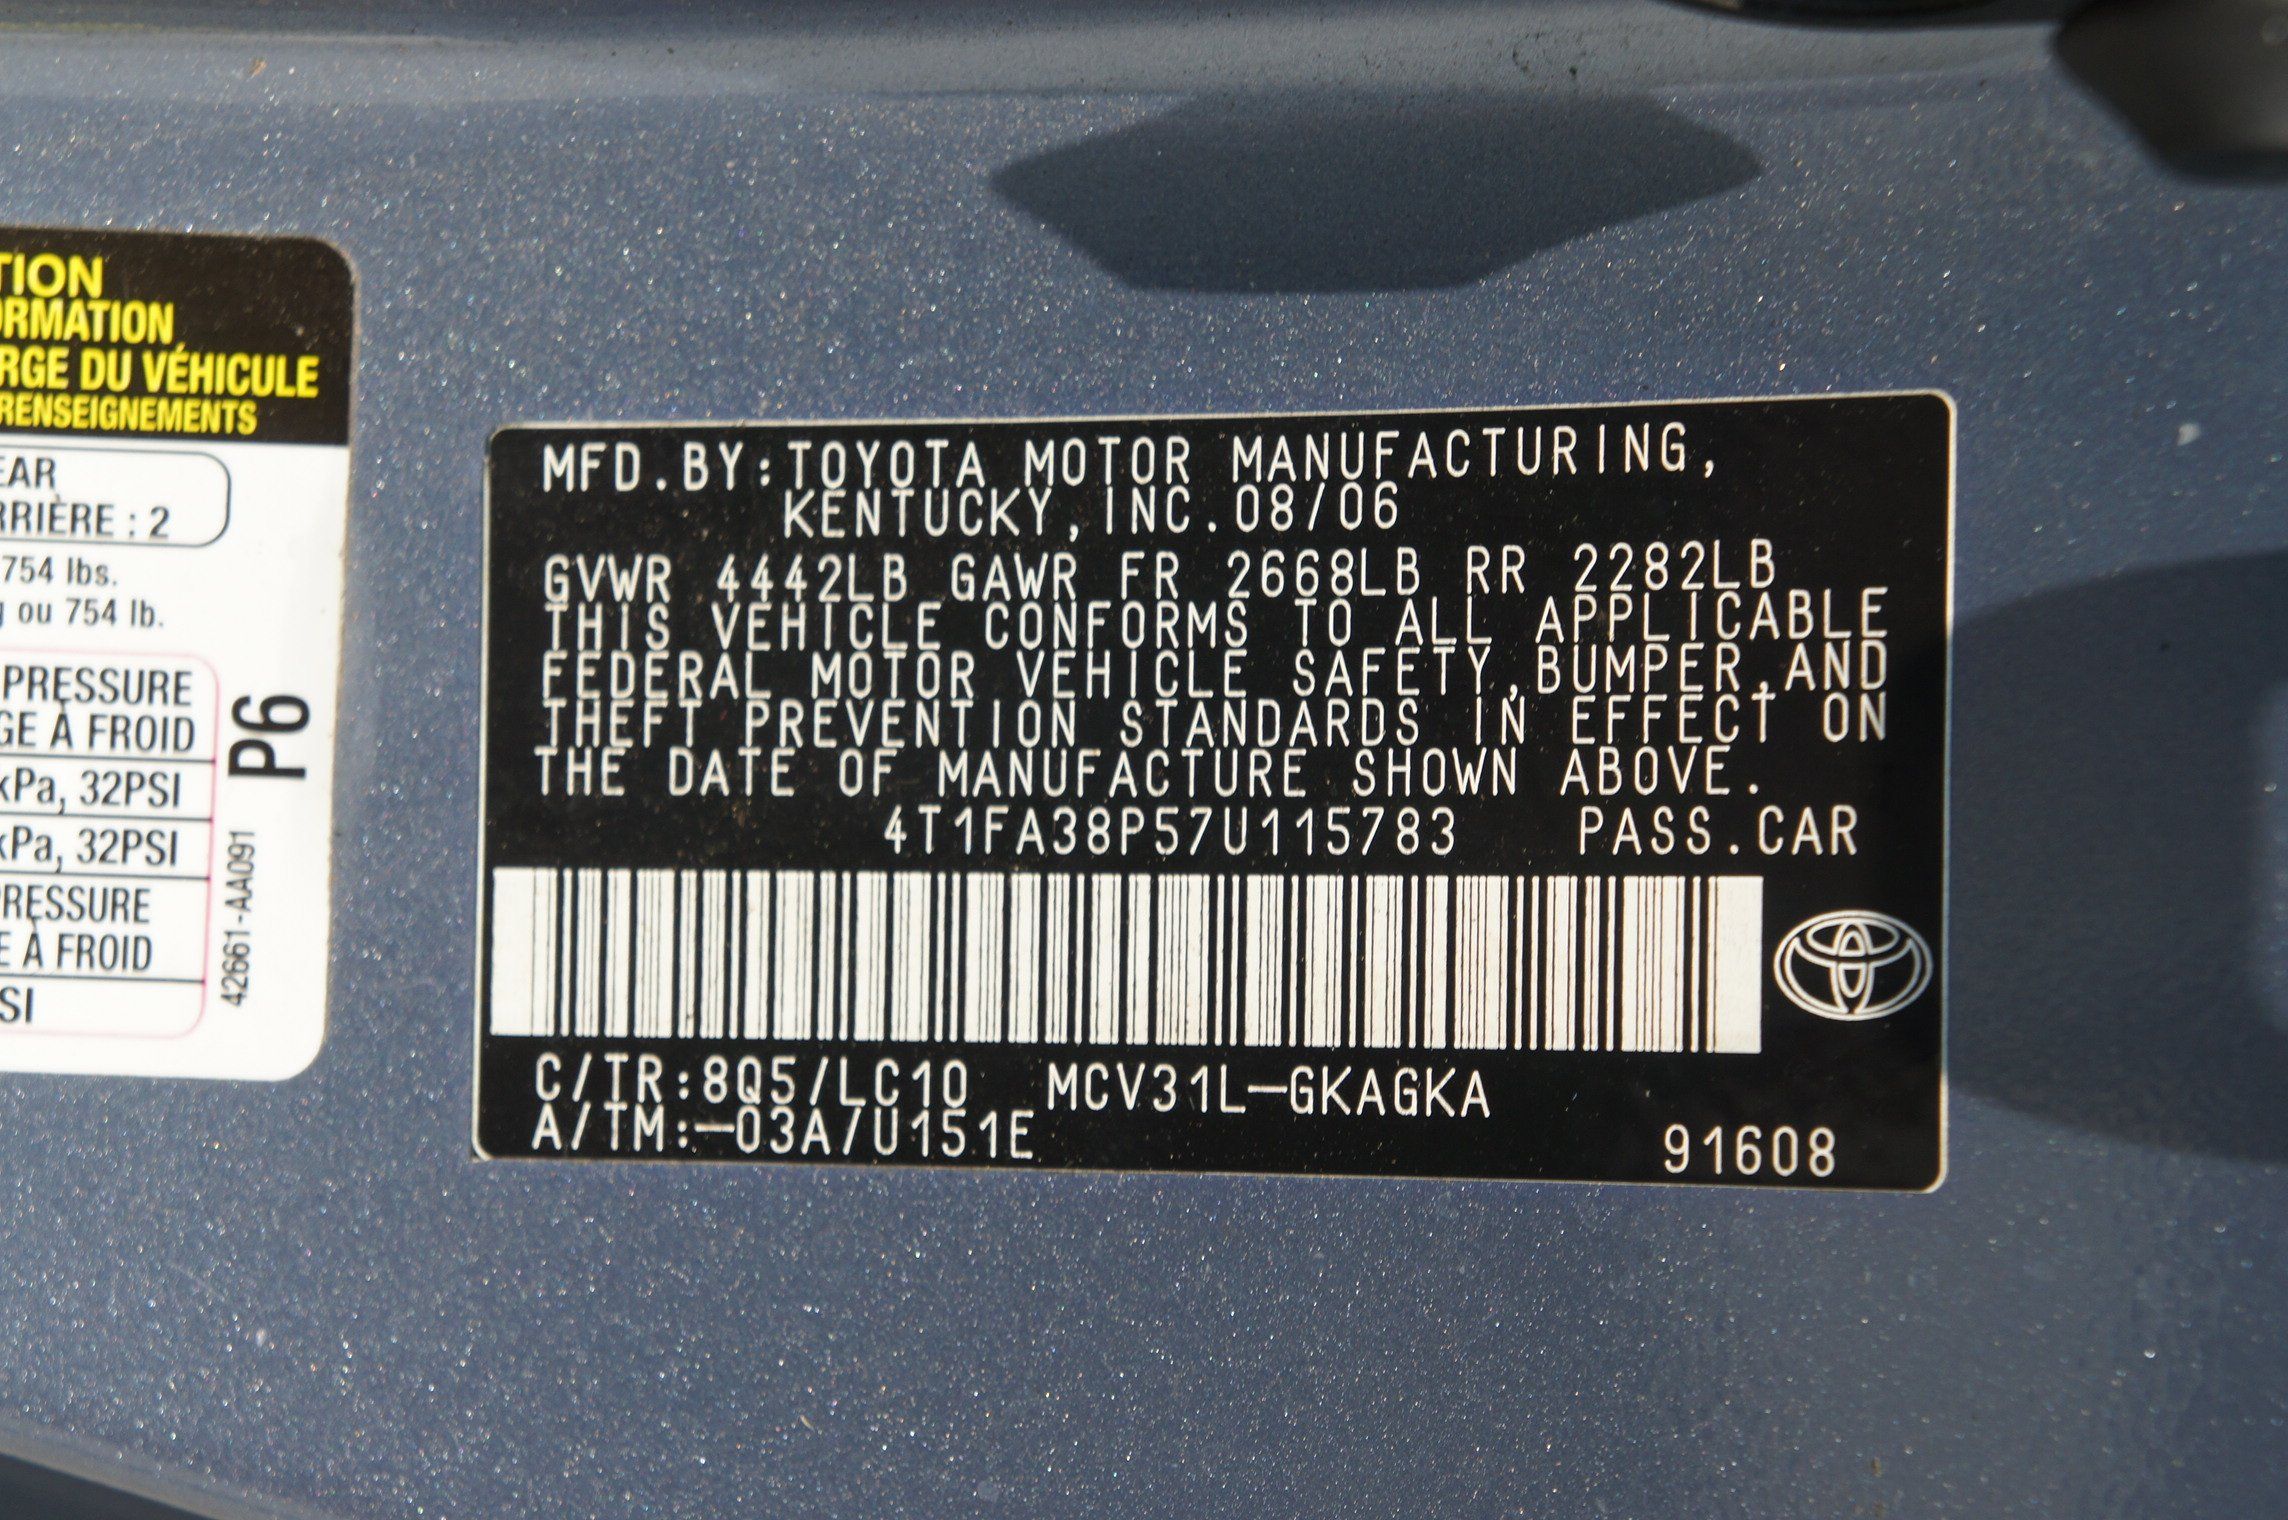 TION
ORMATION
RGE DU VÉHICULE
RENSEIGNEMENTS
EAR
RRIÈRE : 2
754 lbs.
g ou 754 lb.
PRESSURE
GE À FROID
kPa, 32PSI
kPa, 32PSI
PRESSURE
E À FROID
SI
P6
42661-AA091
MFD.BY:TOYOTA MOTOR MANUFACTURING,
KENTUCKY,INC.08/06
GVWR 4442LB GAWR FR 2668LB RR 2282LB
THIS VEHICLE CONFORMS TO ALL APPLICABLE
FEDERAL MOTOR VEHICLE SAFETY,BUMPER,AND
THEFT PREVENTION STANDARDS IN EFFECT ON
THE DATE OF MANUFACTURE SHOWN ABOVE.
4T1FA38P57U115783 PASS.CAR
C/TR:8Q5/LC10 MCV31L-GKAGKA
A/TM:-03A/U151E
91608